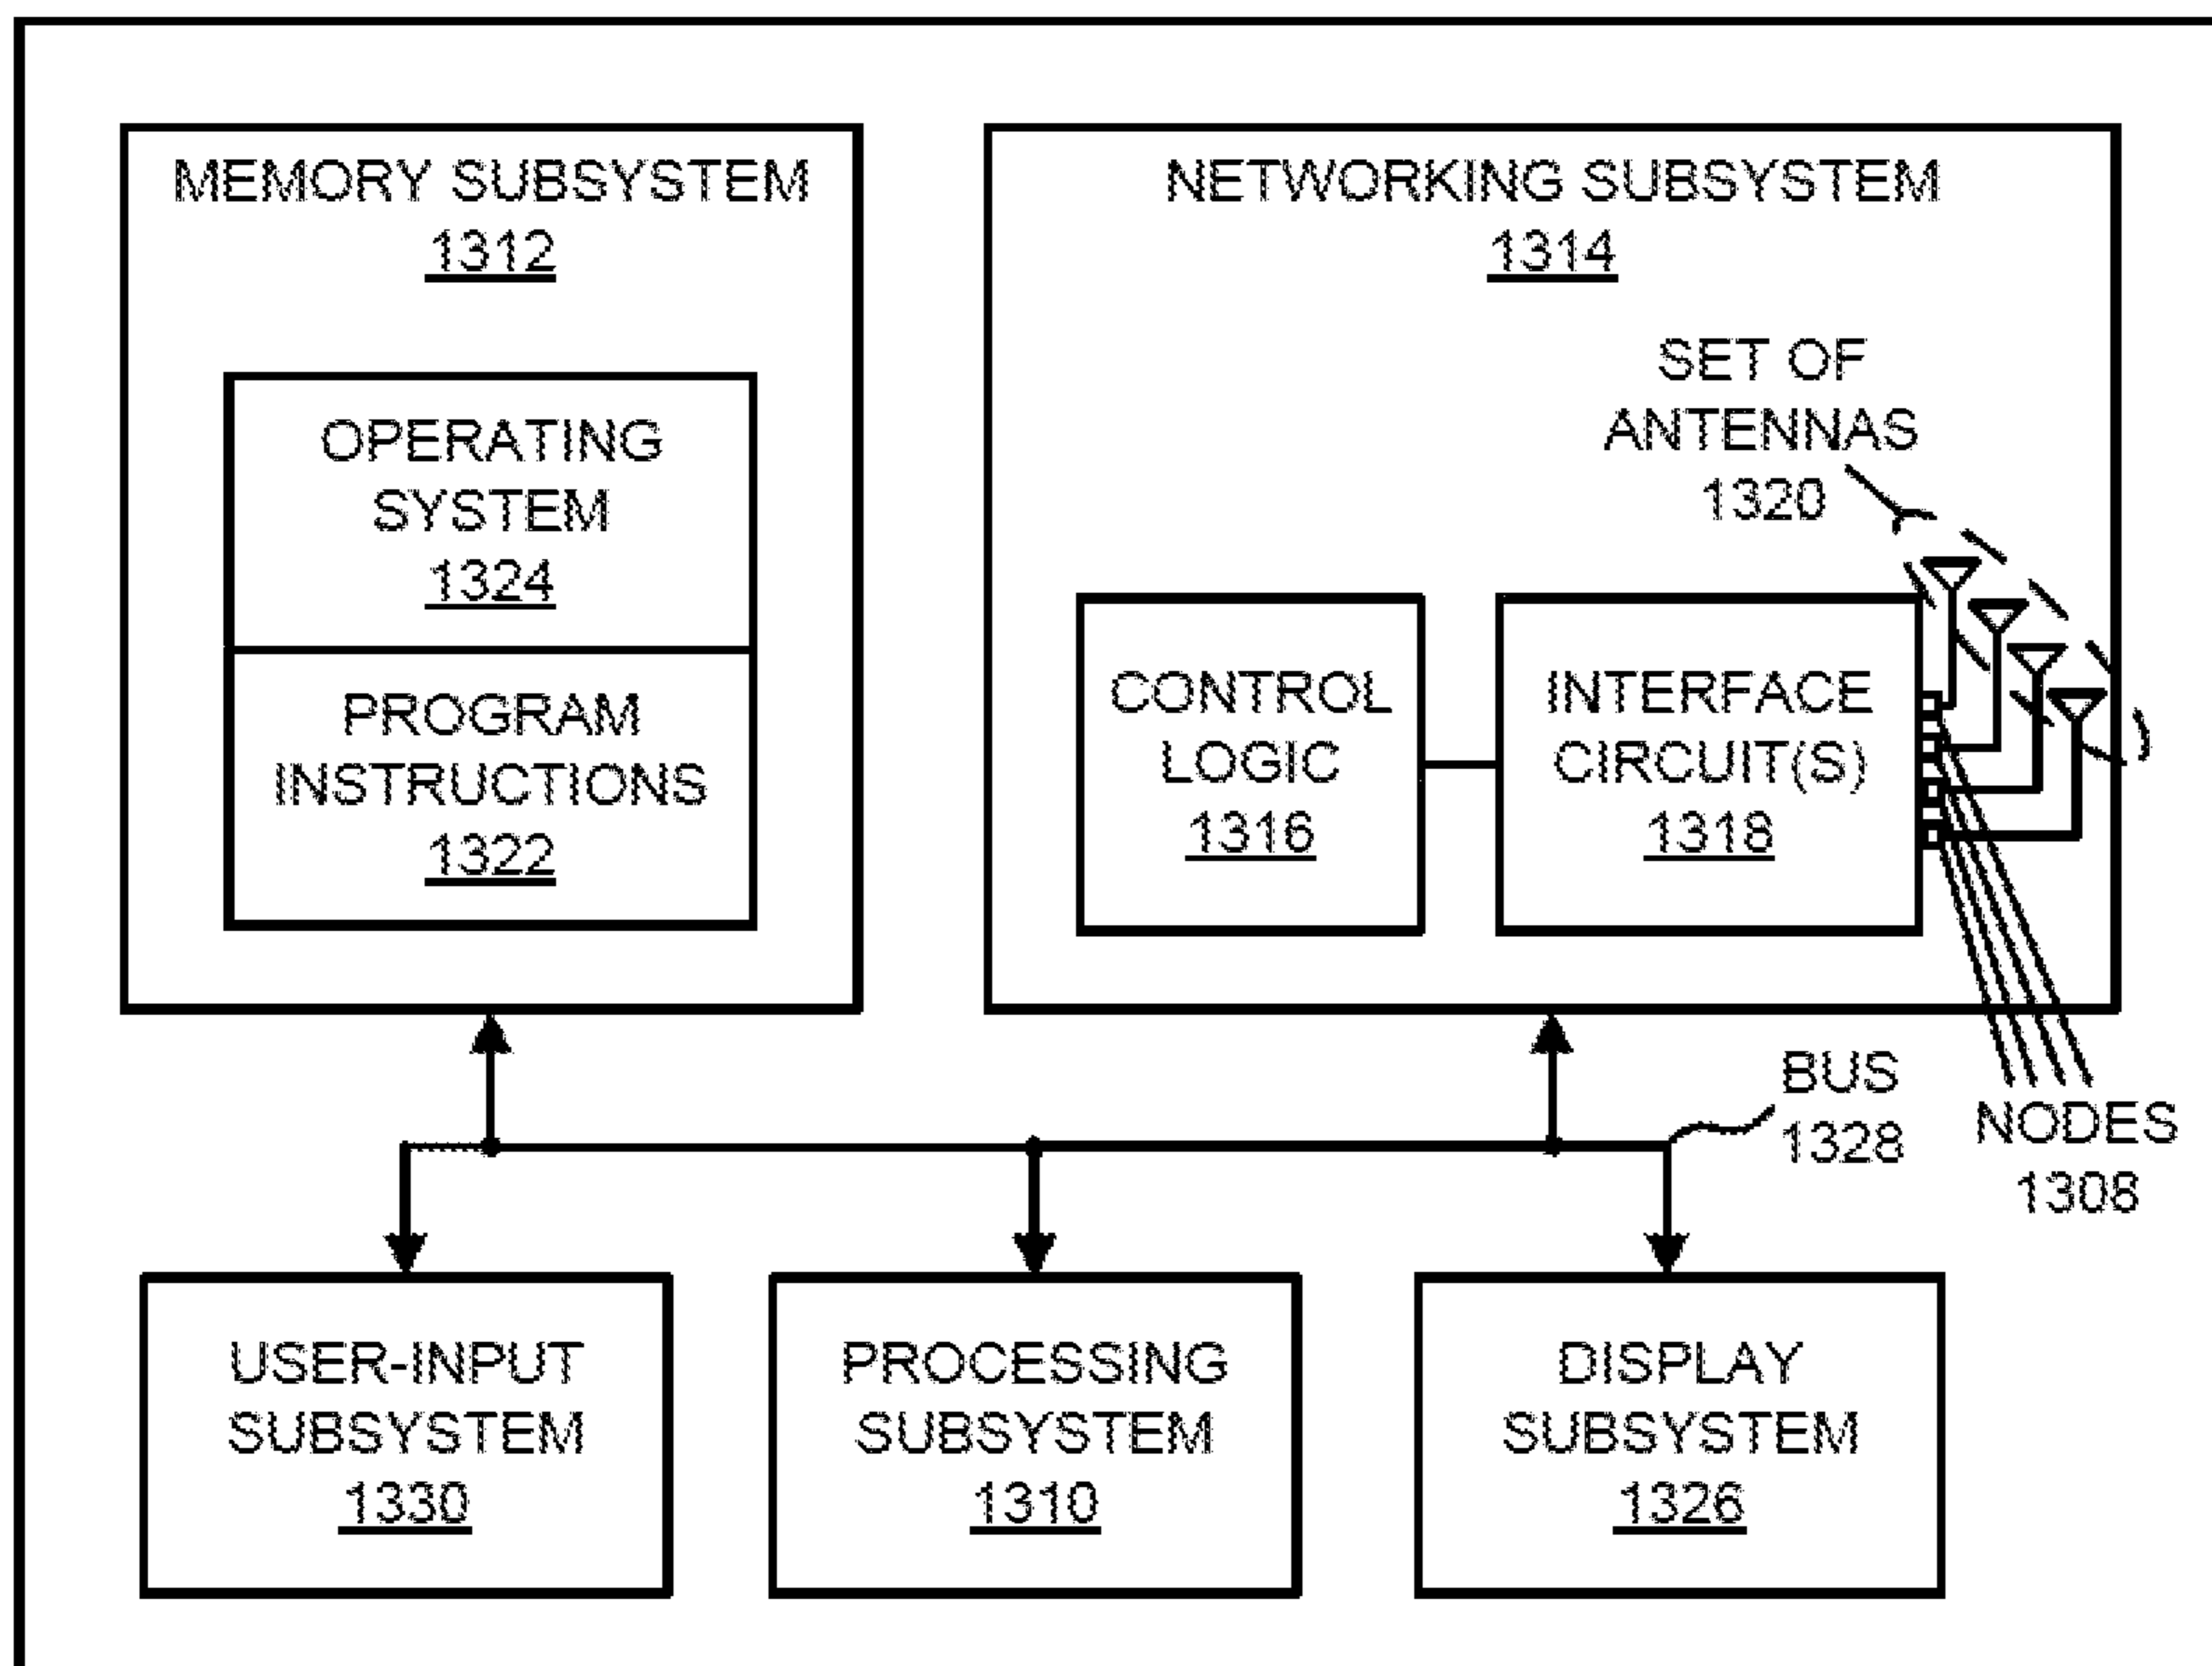 MEMORY SUBSYSTEM
1312
OPERATING
SYSTEM
1324
PROGRAM
INSTRUCTIONS
1322
NETWORKING SUBSYSTEM
1314
SET OF
ANTENNAS
1320
CONTROL
LOGIC
1316
INTERFACE
CIRCUIT(S)
1318
BUS
1328
NODES
1308
USER-INPUT
SUBSYSTEM
1330
PROCESSING
SUBSYSTEM
1310
DISPLAY
SUBSYSTEM
1326